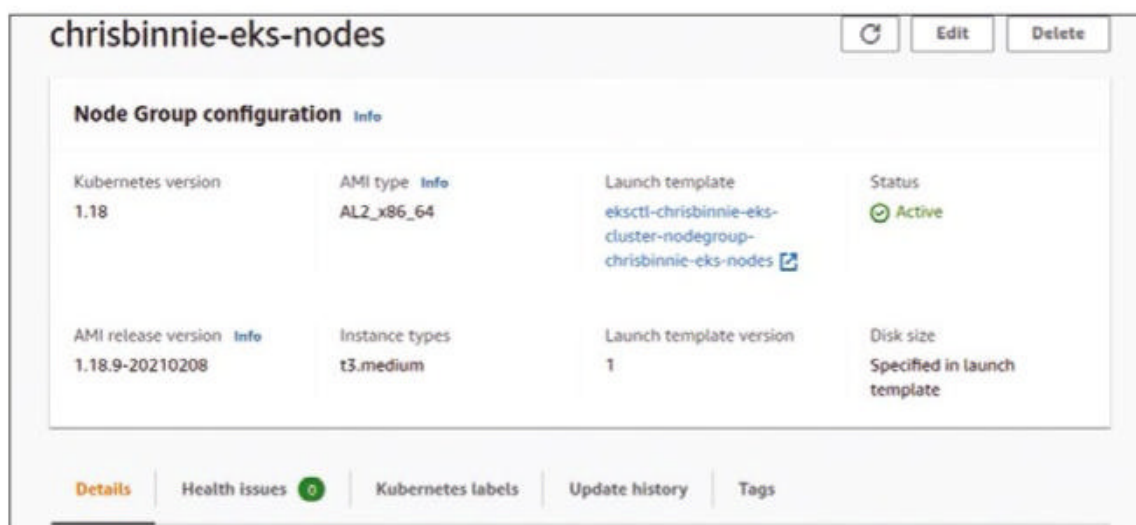 chrisbinnie-eks-nodes
Edit
Delete
Node Group configuration Info
Kubernetes version
1.18
AMI type Info
AL2_x86_64
Launch template
eksctl-chrisbinnie-eks-
cluster-nodegroup-
chrisbinnie-eks-nodes
Status
Active
AMI release version Info
1.18.9-20210208
Instance types
t3.medium
Launch template version
1
Disk size
Specified in launch
template
Details
Health issues 0
Kubernetes labels
Update history
Tags